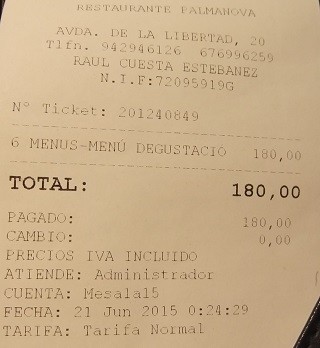 RESTAURANTE PALMANOVA
AVDA. DE LA LIBERTAD, 20
Tlfn. 942946126 676996259
RAUL CUESTA ESTEBANEZ
N.I.F:72095919G
Nº Ticket: 201240849
6 MENUS-MENÚ DEGUSTACIO 180,00
TOTAL: 180,00
PAGADO: 180,00
CAMBIO: 0,00
PRECIOS IVA INCLUIDO
ATIENDE: Administrador
CUENTA: Mesala15
FECHA: 21 Jun 2015 0:24:29
TARIFA: Tarifa Normal